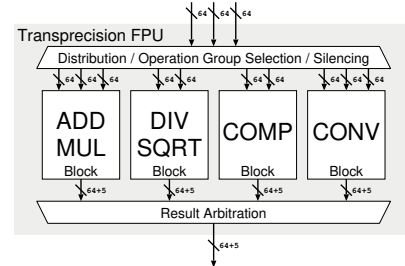 64 64 64
Transprecision FPU
Distribution / Operation Group Selection / Silencing
64 64 64 64 64 64 64 64 64 64
ADD DIV COMP CONV
MUL SQRT
Block Block Block Block
64+5 64+5 64+5 64+5
Result Arbitration
64+5